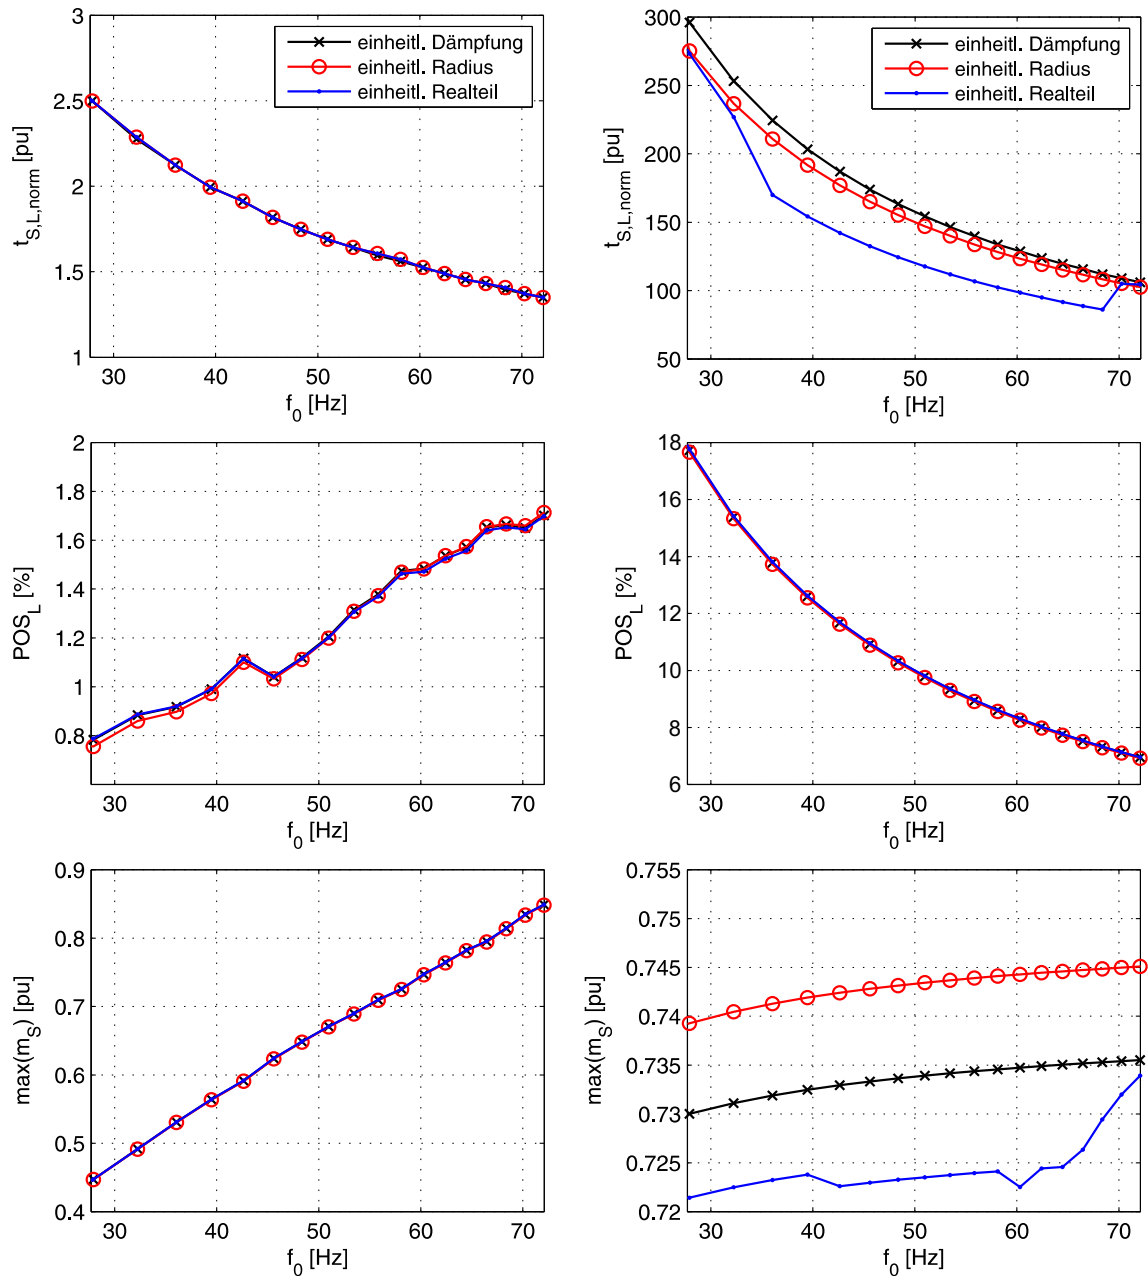 3
2.5
2
1.5
1
t_S,L,norm [pu]
einheitl. Dämpfung
einheitl. Radius
einheitl. Realteil
30 40 50 60 70
f_0 [Hz]
300
250
200
150
100
50
t_S,L,norm [pu]
einheitl. Dämpfung
einheitl. Radius
einheitl. Realteil
30 40 50 60 70
f_0 [Hz]
2
1.8
1.6
1.4
1.2
1
0.8
POS_L [%]
30 40 50 60 70
f_0 [Hz]
18
16
14
12
10
8
6
POS_L [%]
30 40 50 60 70
f_0 [Hz]
0.9
0.8
0.7
0.6
0.5
0.4
max(m_S) [pu]
30 40 50 60 70
f_0 [Hz]
0.755
0.75
0.745
0.74
0.735
0.73
0.725
0.72
max(m_S) [pu]
30 40 50 60 70
f_0 [Hz]